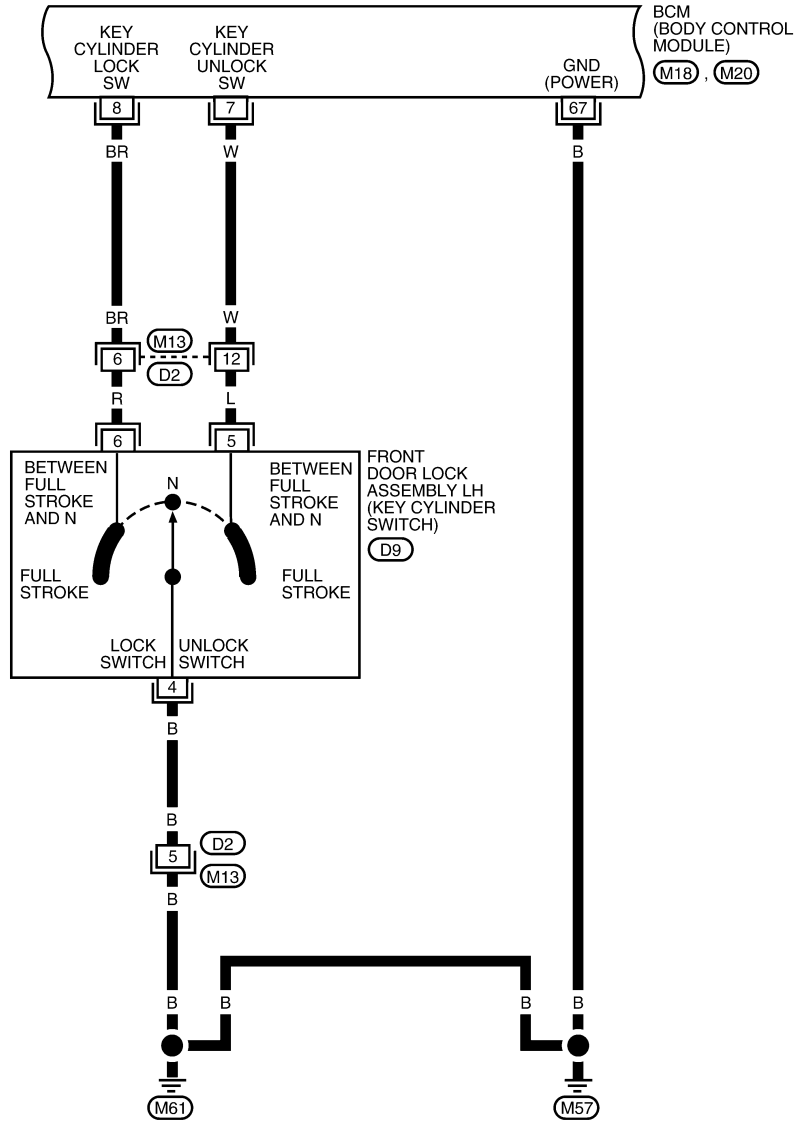 KEY
CYLINDER
LOCK
SW
KEY
CYLINDER
UNLOCK
SW
GND
(POWER)
BCM
(BODY CONTROL
MODULE)
M18 , M20
8
7
67
BR
W
B
BR
W
M13
6
12
D2
R
L
6
5
BETWEEN
FULL
STROKE
AND N
N
BETWEEN
FULL
STROKE
AND N
FRONT
DOOR LOCK
ASSEMBLY LH
(KEY CYLINDER
SWITCH)
D9
FULL
STROKE
FULL
STROKE
LOCK
SWITCH
UNLOCK
SWITCH
4
B
B
5
D2
M13
B
B
B
B
B
M61
M57